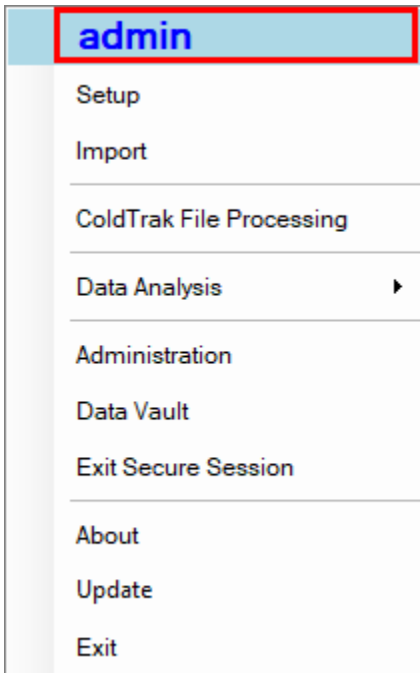 admin
Setup
Import
ColdTrak File Processing
Data Analysis
Administration
Data Vault
Exit Secure Session
About
Update
Exit